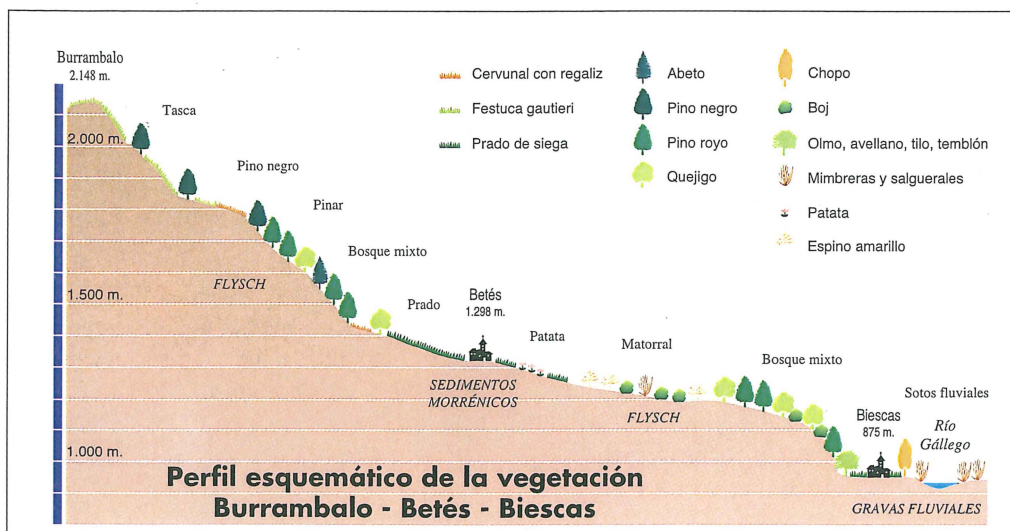 Burrambalo
2.148 m.
Tasca
2.000 m.
Pino negro
Pinar
Bosque mixto
FLYSCH
1.500 m.
Prado
Betés
1.298 m.
Patata
Matorral
Bosque mixto
SEDIMENTOS
MORRÉNICOS
FLYSCH
Sotos fluviales
Biescas
875 m.
Río
Gállego
1.000 m.
GRAVAS FLUVIALES
Cervunal con regaliz
Festuca gautieri
Prado de siega
Abeto
Pino negro
Pino royo
Quejigo
Chopo
Boj
Olmo, avellano, tilo, temblón
Mimbreras y salguerales
Patata
Espino amarillo
Perfil esquemático de la vegetación
Burrambalo - Betés - Biescas